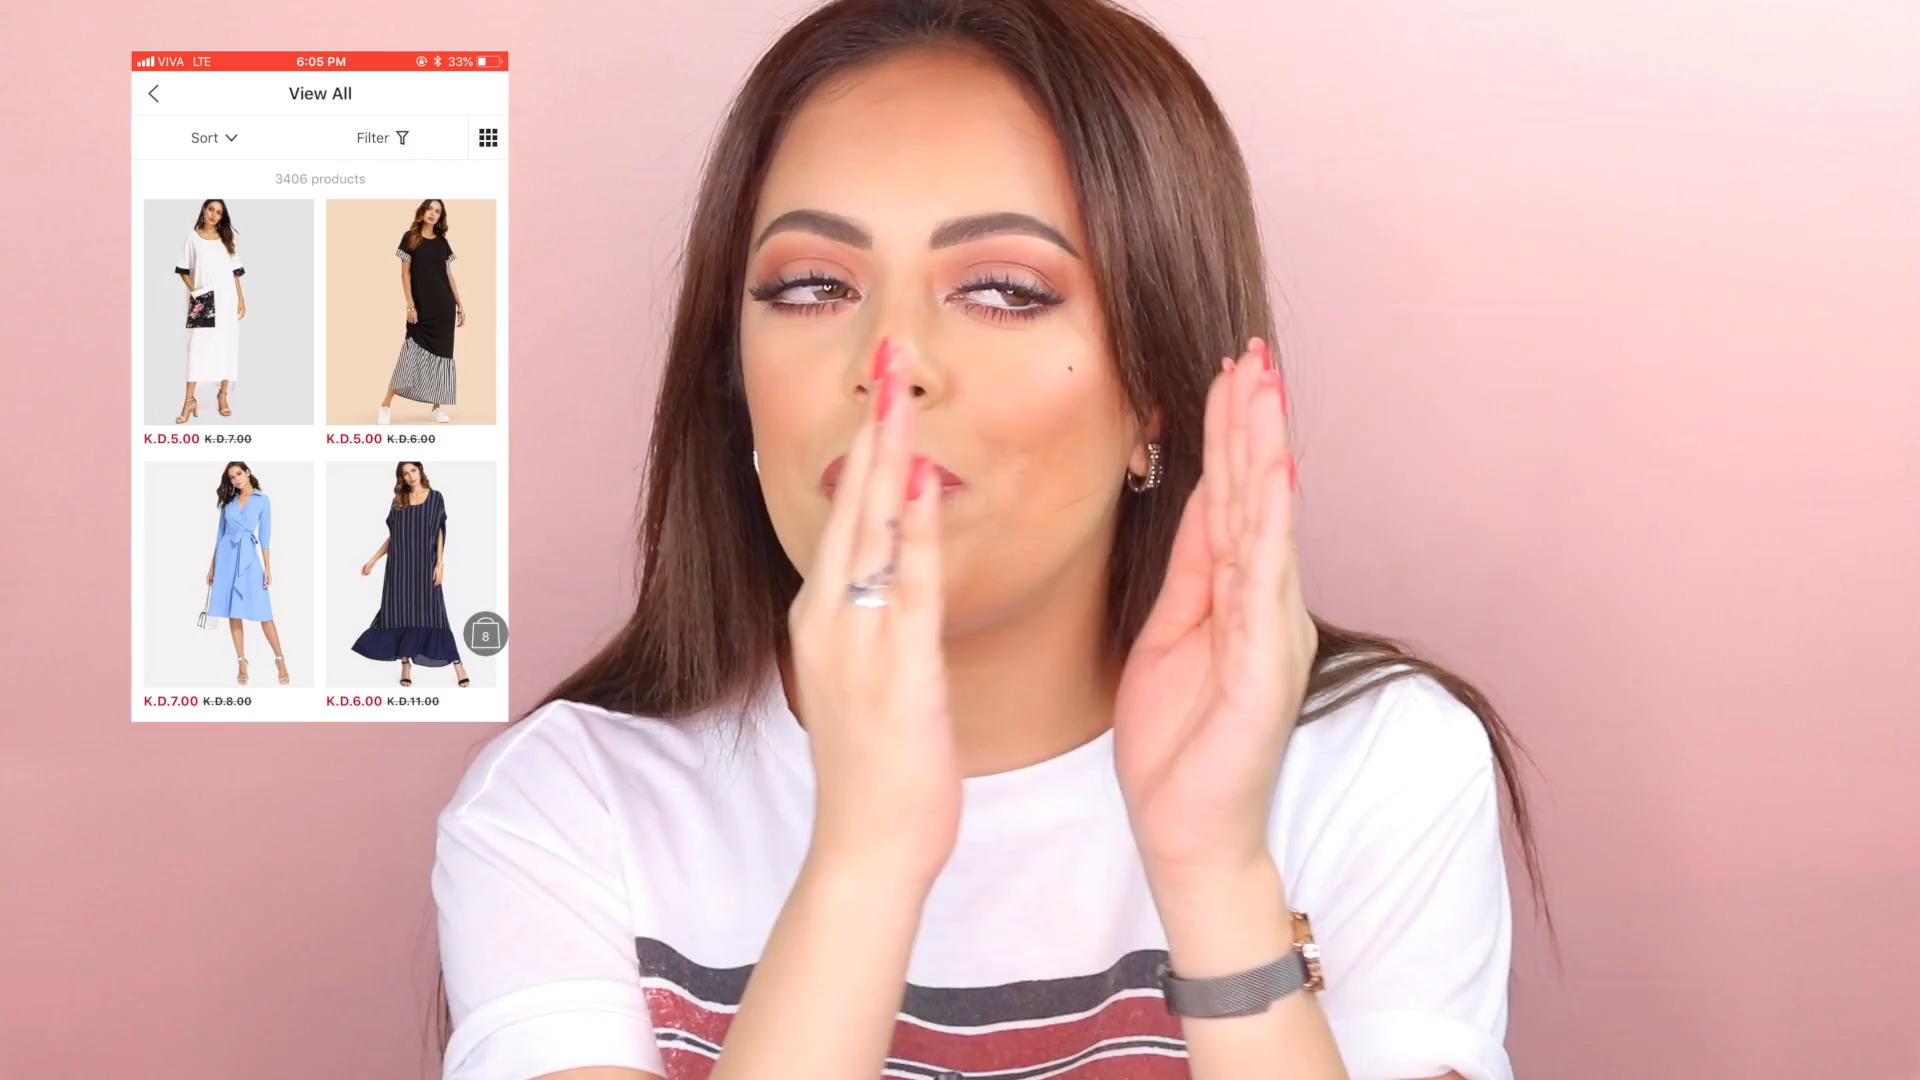 VIVA LTE 6:05 PM 33%
View All
Sort Filter
3406 products
K.D.5.00 K.D.7.00 K.D.5.00 K.D.6.00
8
K.D.7.00 K.D.8.00 K.D.6.00 K.D.11.00